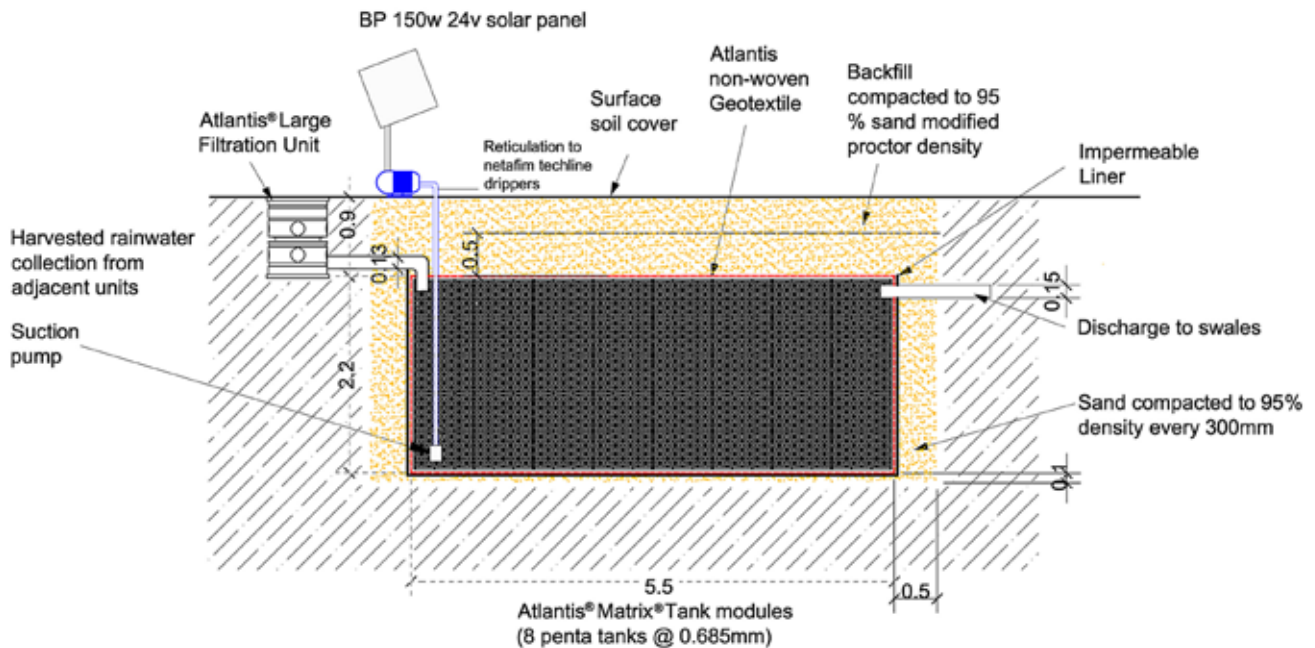 BP 150w 24v solar panel
Atlantis®Large
Filtration Unit
Surface
soil cover
Atlantis
non-woven
Geotextile
Backfill
compacted to 95
% sand modified
proctor density
Reticulation to
netafim techline
drippers
Impermeable
Liner
Harvested rainwater
collection from
adjacent units
Suction
pump
0.9
0.13
0.5
2.2
0.15
Discharge to swales
Sand compacted to 95%
density every 300mm
0.1
5.5
0.5
Atlantis® Matrix®Tank modules
(8 penta tanks @ 0.685mm)